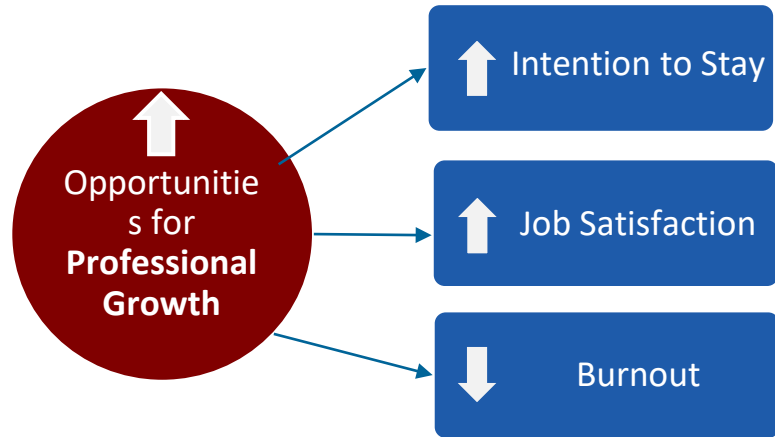 Opportunitie
s for
Professional
Growth
Intention to Stay
Job Satisfaction
Burnout